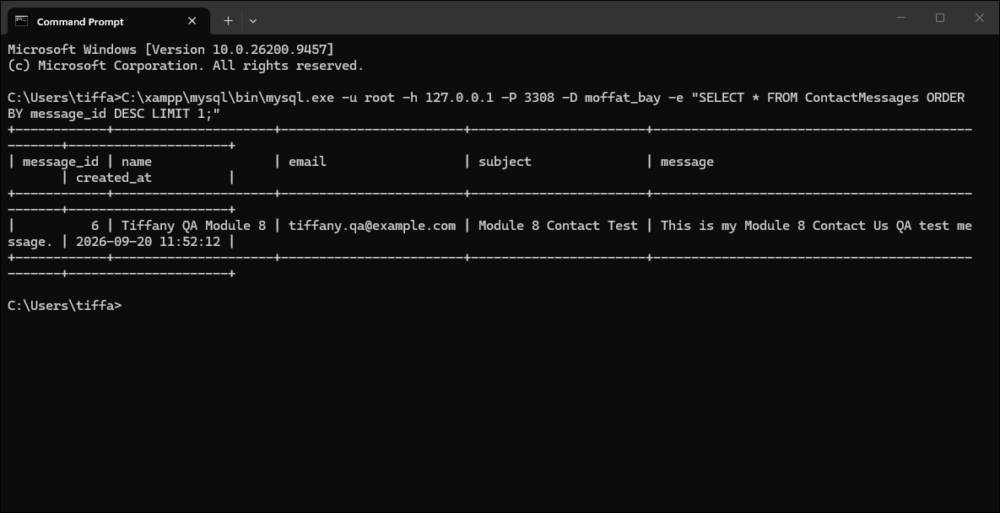 Command Prompt
Microsoft Windows [Version 10.0.26200.9457]
(c) Microsoft Corporation. All rights reserved.
C:\Users\tiffa>C:\xampp\mysql\bin\mysql.exe -u root -h 127.0.0.1 -P 3308 -D moffat_bay -e "SELECT * FROM ContactMessages ORDER
BY message_id DESC LIMIT 1;"
+------------+---------------------+------------------------+-----------------------+------------------------------------------
-------+---------------------+
| message_id | name                | email                  | subject               | message
       | created_at          |
+------------+---------------------+------------------------+-----------------------+------------------------------------------
-------+---------------------+
|          6 | Tiffany QA Module 8 | tiffany.qa@example.com | Module 8 Contact Test | This is my Module 8 Contact Us QA test me
ssage. | 2026-09-20 11:52:12 |
+------------+---------------------+------------------------+-----------------------+------------------------------------------
-------+---------------------+
C:\Users\tiffa>